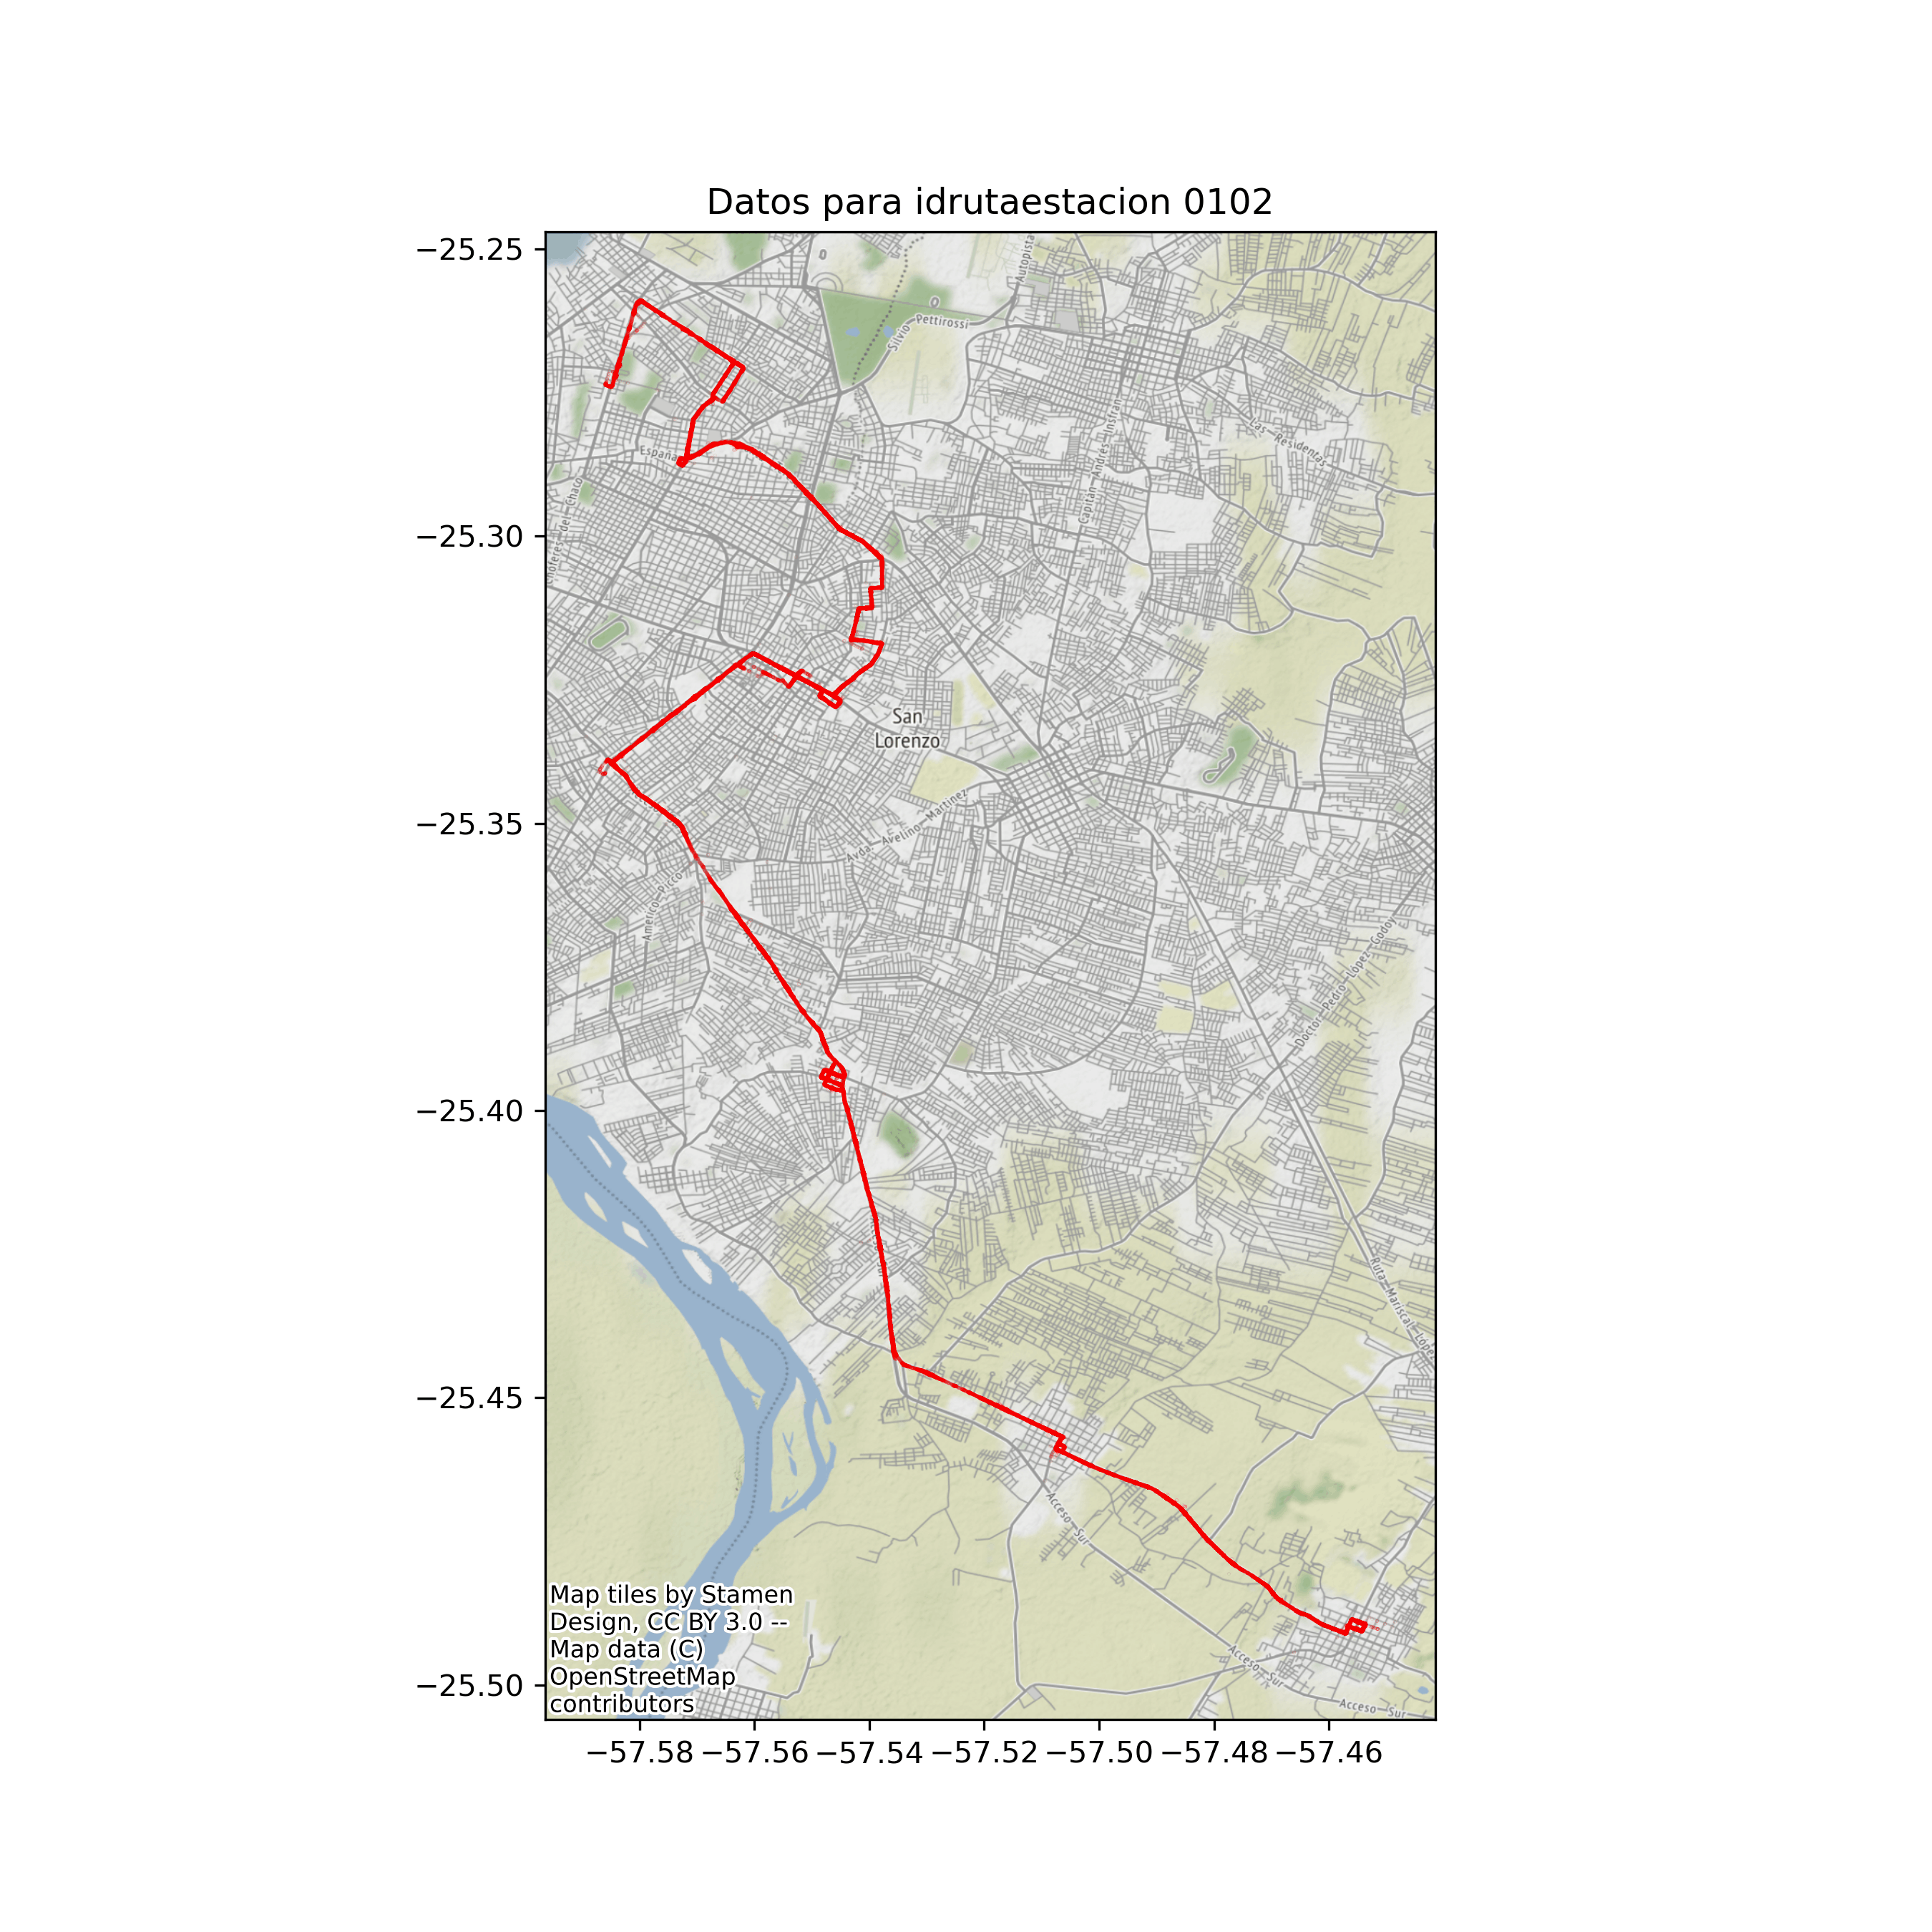 Datos para idrutaestacion 0102
−25.25
−25.30
−25.35
−25.40
−25.45
−25.50
Autopista
Silvio Pettirossi
Capitán Andrés Insfrán
Las Residentas
España
Choferes del Chaco
San
Lorenzo
Avda. Avelino Martinez
Américo Picco
Doctor Pedro López Godoy
Ruta Mariscal López
Acceso Sur
Acceso Sur
Acceso Sur
Map tiles by Stamen
Design, CC BY 3.0 --
Map data (C)
OpenStreetMap
contributors
−57.58
−57.56
−57.54
−57.52
−57.50
−57.48
−57.46